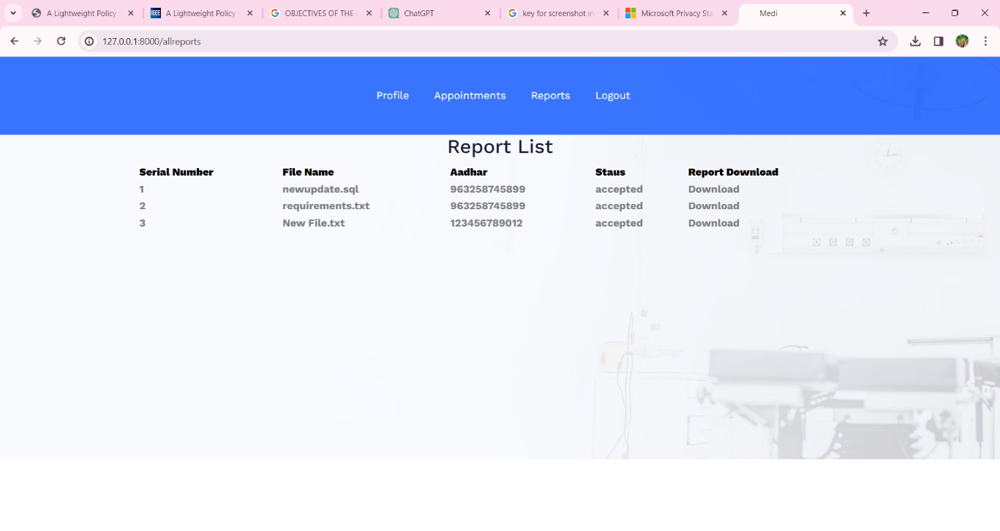 A Lightweight Policy
A Lightweight Policy
OBJECTIVES OF THE
ChatGPT
key for screenshot in
Microsoft Privacy Sta
Medi
127.0.0.1:8000/allreports
Profile Appointments Reports Logout
Report List
Serial Number File Name Aadhar Staus Report Download
1 newupdate.sql 963258745899 accepted Download
2 requirements.txt 963258745899 accepted Download
3 New File.txt 123456789012 accepted Download